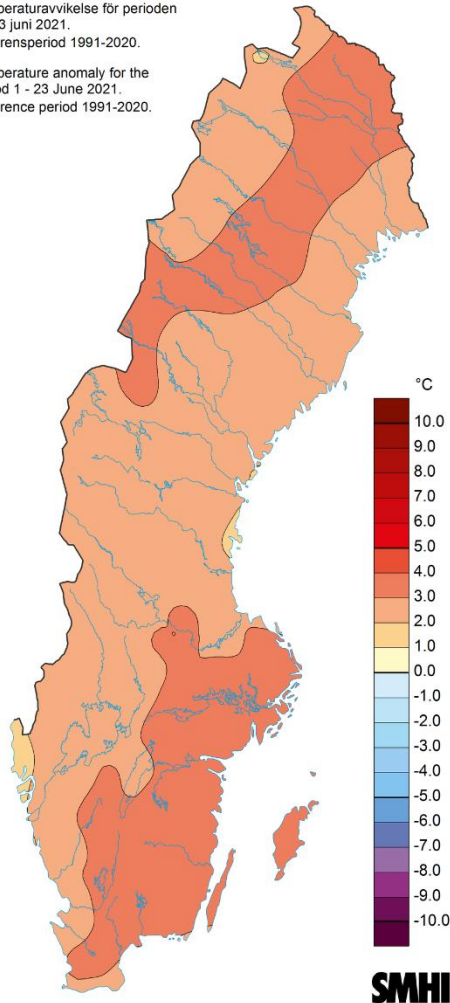 peraturavvikelse för perioden
3 juni 2021.
rensperiod 1991-2020.
perature anomaly for the
d 1 - 23 June 2021.
rence period 1991-2020.
°C
10.0
9.0
8.0
7.0
6.0
5.0
4.0
3.0
2.0
1.0
0.0
-1.0
-2.0
-3.0
-4.0
-5.0
-6.0
-7.0
-8.0
-9.0
-10.0
SMHI